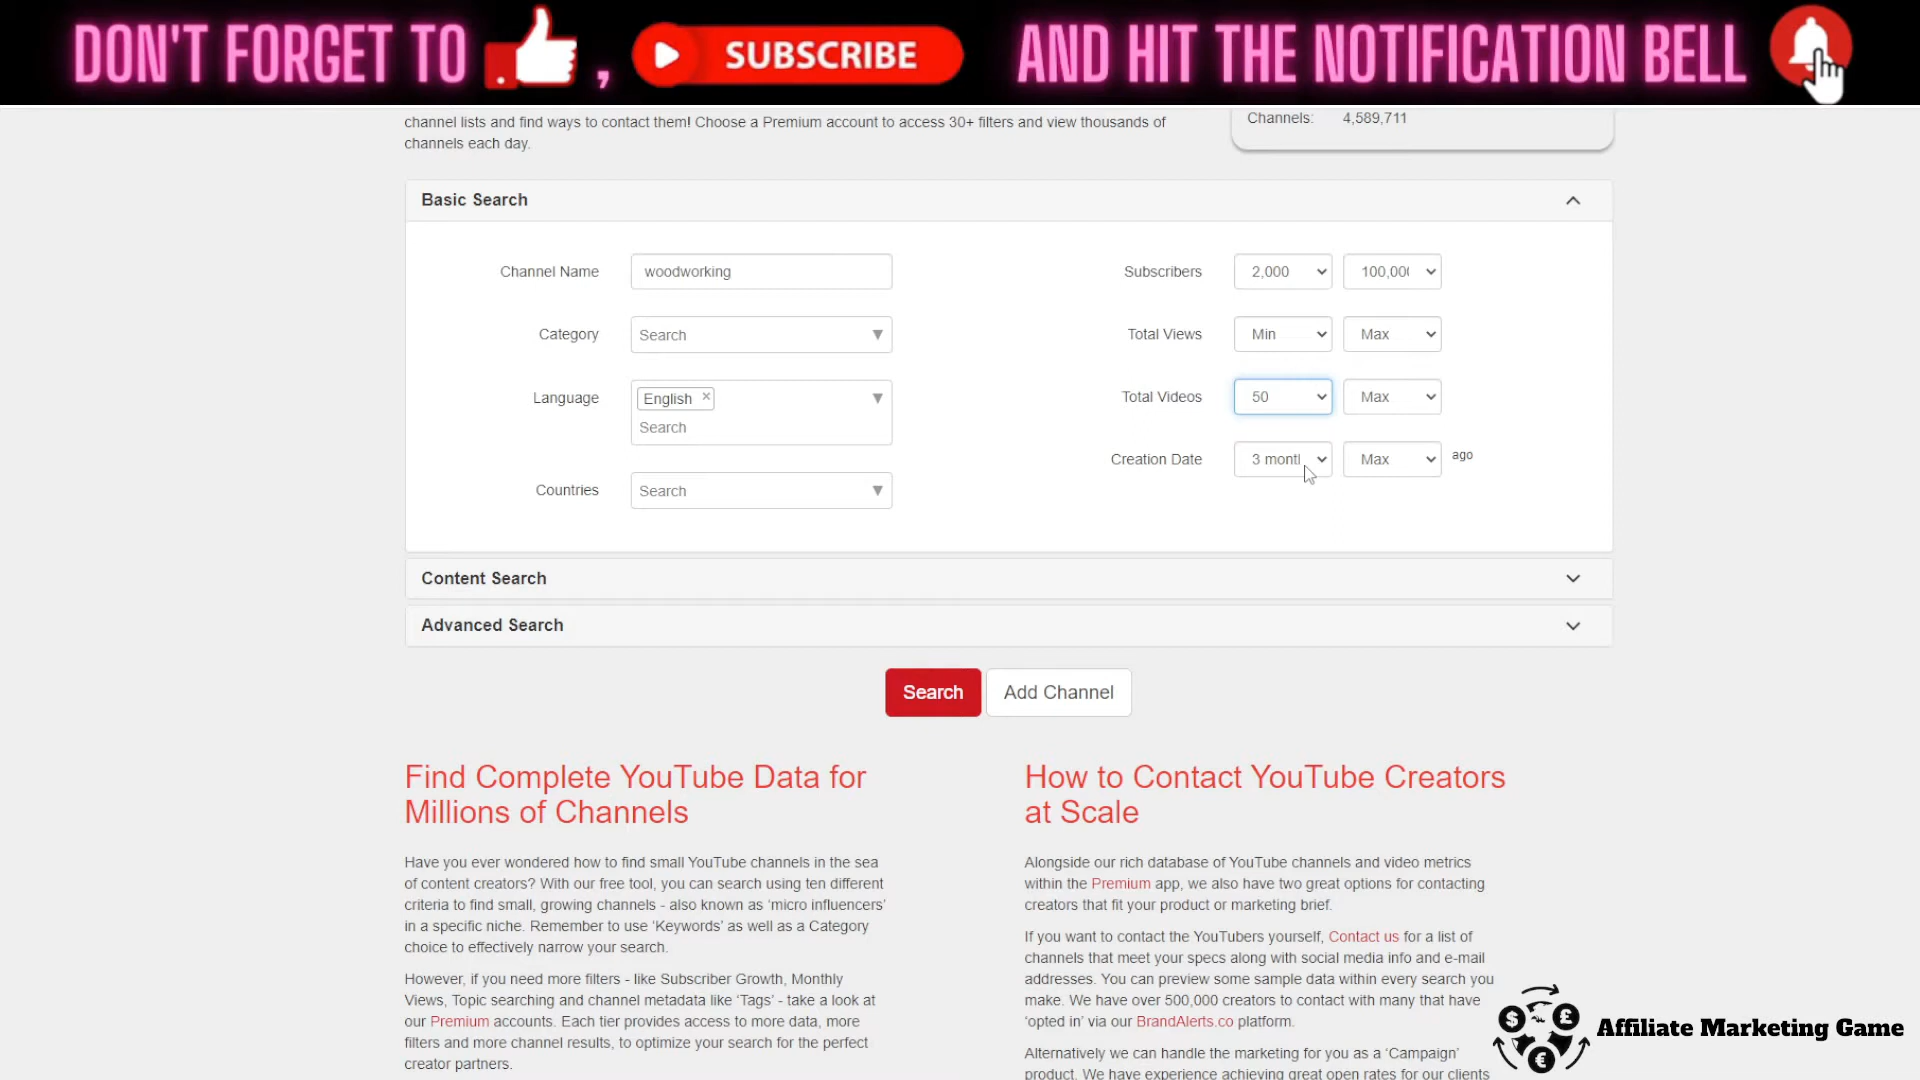 DON'T FORGET TO , SUBSCRIBE AND HIT THE NOTIFICATION BELL
channel lists and find ways to contact them! Choose a Premium account to access 30+ filters and view thousands of
channels each day.
Channels: 4,589,711
Basic Search
Channel Name woodworking
Category Search
Language English ×
Search
Countries Search
Subscribers 2,000 100,000
Total Views Min Max
Total Videos 50 Max
Creation Date 3 mont Max ago
Content Search
Advanced Search
Search Add Channel
Find Complete YouTube Data for
Millions of Channels
Have you ever wondered how to find small YouTube channels in the sea
of content creators? With our free tool, you can search using ten different
criteria to find small, growing channels - also known as ‘micro influencers’
in a specific niche. Remember to use ‘Keywords’ as well as a Category
choice to effectively narrow your search.
However, if you need more filters - like Subscriber Growth, Monthly
Views, Topic searching and channel metadata like ‘Tags’ - take a look at
our Premium accounts. Each tier provides access to more data, more
filters and more channel results, to optimize your search for the perfect
creator partners.
How to Contact YouTube Creators
at Scale
Alongside our rich database of YouTube channels and video metrics
within the Premium app, we also have two great options for contacting
creators that fit your product or marketing brief.
If you want to contact the YouTubers yourself, Contact us for a list of
channels that meet your specs along with social media info and e-mail
addresses. You can preview some sample data within every search you
make. We have over 500,000 creators to contact with many that have
‘opted in’ via our BrandAlerts.co platform.
Alternatively we can handle the marketing for you as a ‘Campaign’
product. We have experience achieving great open rates for our clients
$ £ €
Affiliate Marketing Game